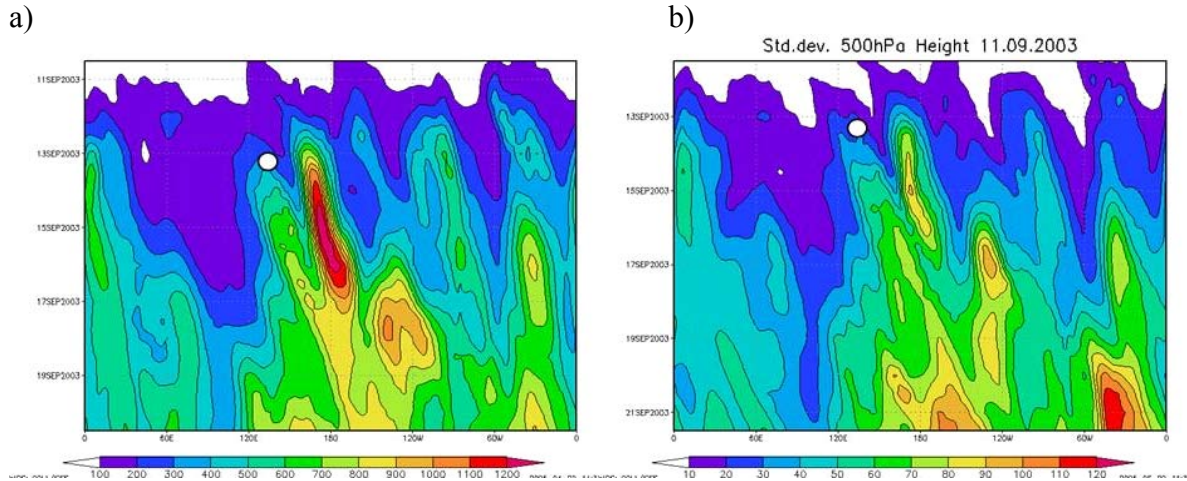 a)
b)
Std.dev. 500hPa Height 11.09.2003
11SEP2003
13SEP2003
15SEP2003
17SEP2003
19SEP2003
0 60E 120E 180 120W 60W 0
100 200 300 400 500 600 700 800 900 1000 1100 1200
13SEP2003
15SEP2003
17SEP2003
19SEP2003
21SEP2003
0 60E 120E 180 120W 60W 0
10 20 30 40 50 60 70 80 90 100 110 120